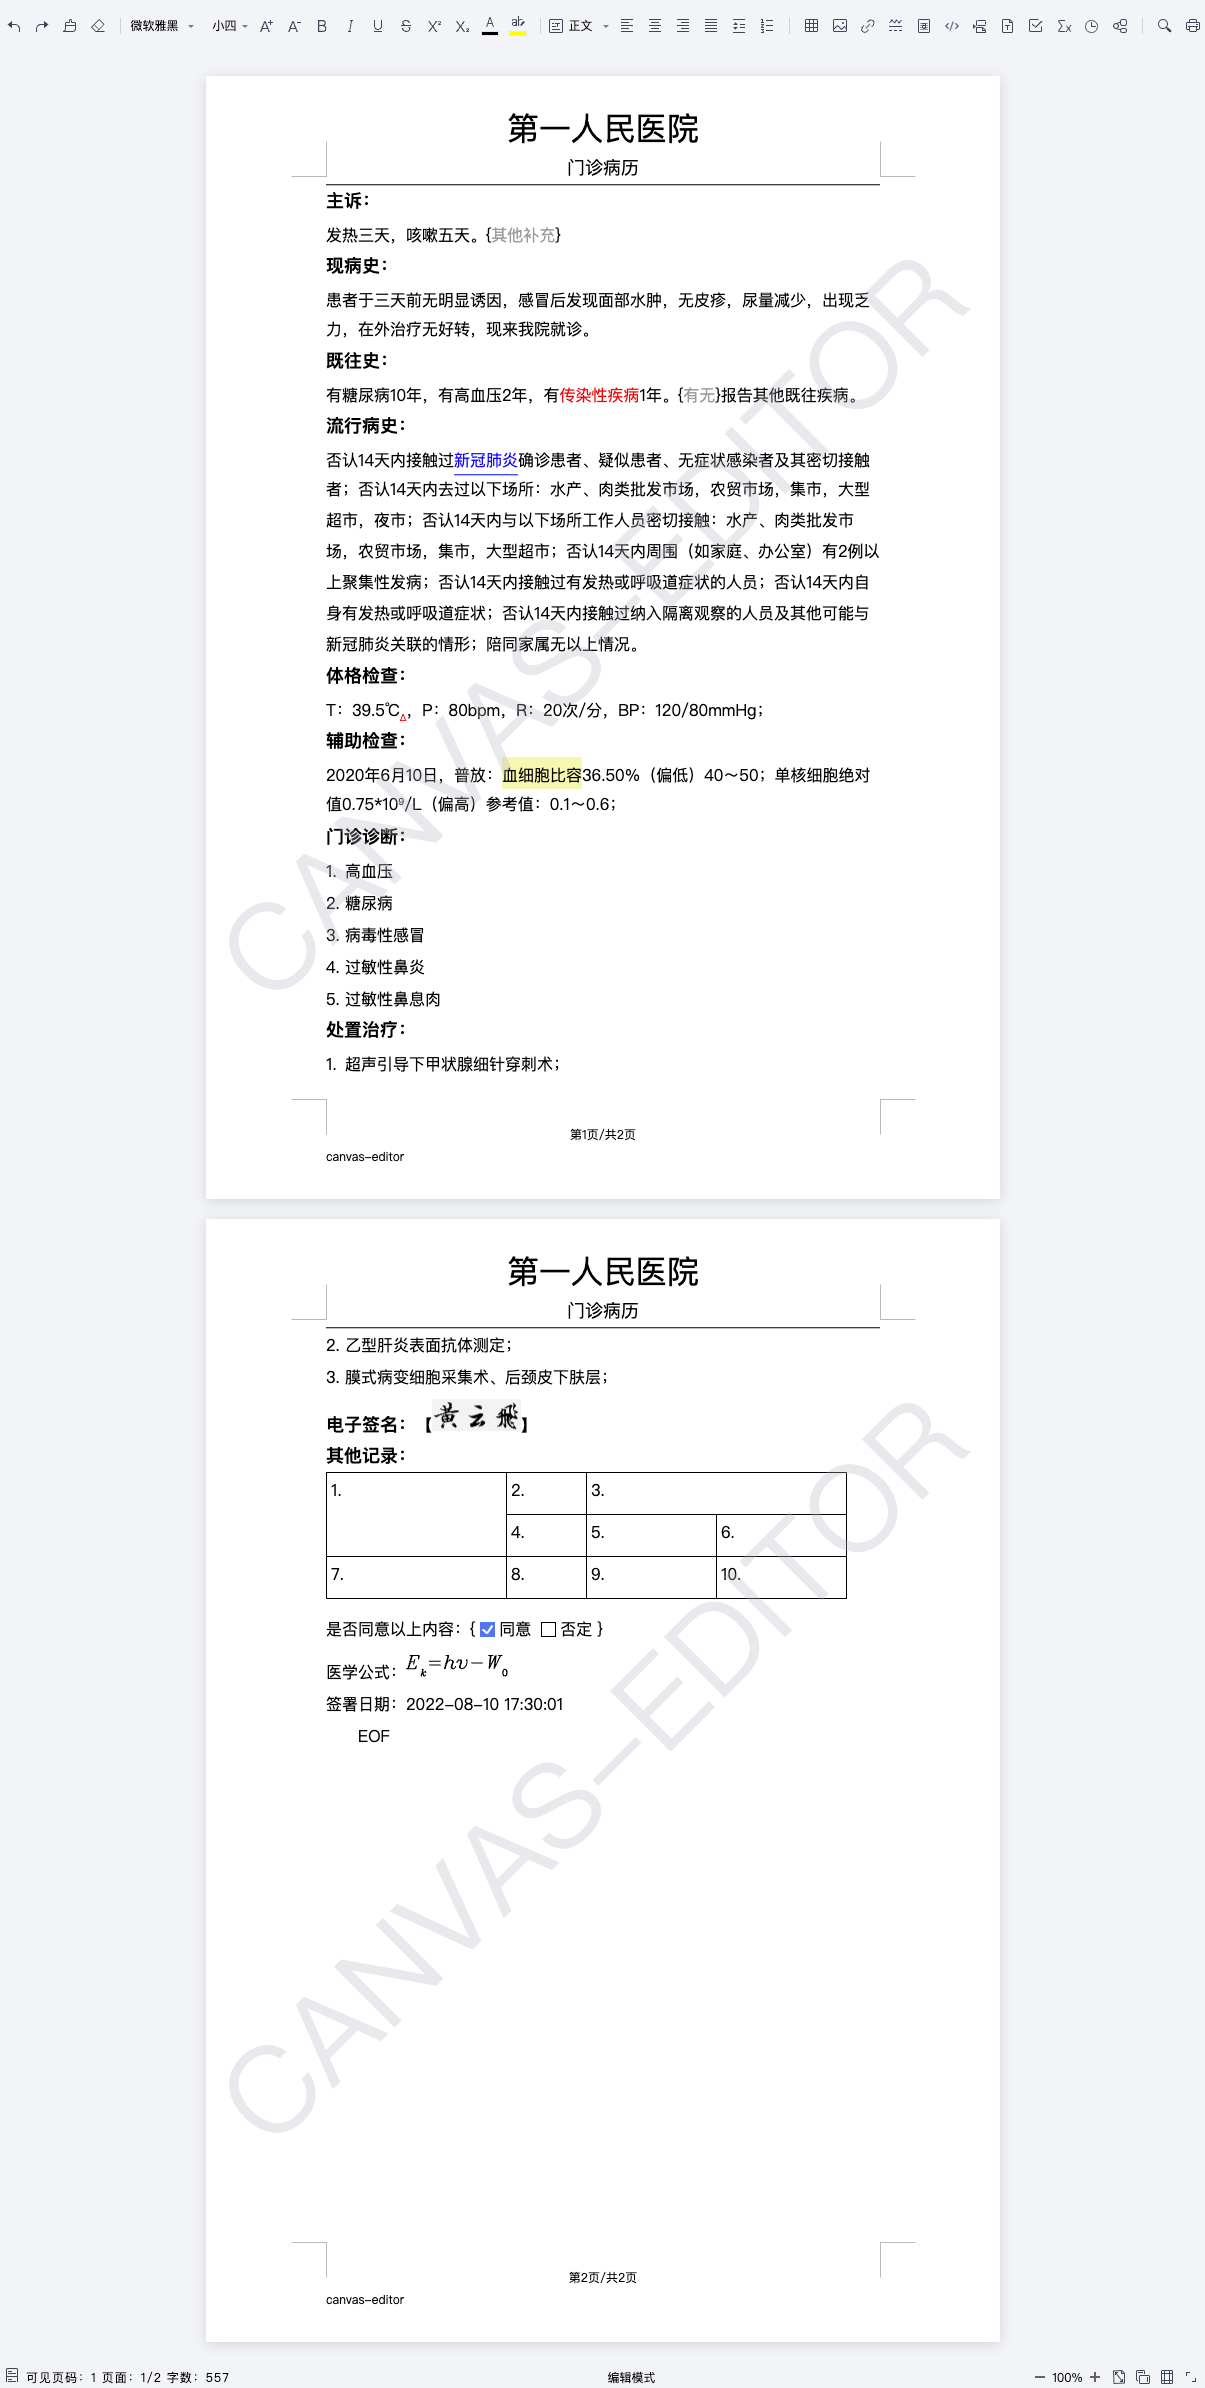 微软雅黑 小四 正文
第一人民医院
门诊病历
主诉：
发热三天，咳嗽五天。{其他补充}
现病史：
患者于三天前无明显诱因，感冒后发现面部水肿，无皮疹，尿量减少，出现乏
力，在外治疗无好转，现来我院就诊。
既往史：
有糖尿病10年，有高血压2年，有传染性疾病1年。{有无}报告其他既往疾病。
流行病史：
否认14天内接触过新冠肺炎确诊患者、疑似患者、无症状感染者及其密切接触
者；否认14天内去过以下场所：水产、肉类批发市场，农贸市场，集市，大型
超市，夜市；否认14天内与以下场所工作人员密切接触：水产、肉类批发市
场，农贸市场，集市，大型超市；否认14天内周围（如家庭、办公室）有2例以
上聚集性发病；否认14天内接触过有发热或呼吸道症状的人员；否认14天内自
身有发热或呼吸道症状；否认14天内接触过纳入隔离观察的人员及其他可能与
新冠肺炎关联的情形；陪同家属无以上情况。
体格检查：
T：39.5℃∆，P：80bpm，R：20次/分，BP：120/80mmHg；
辅助检查：
2020年6月10日，普放：血细胞比容36.50%（偏低）40～50；单核细胞绝对
值0.75*10⁹/L（偏高）参考值：0.1～0.6；
门诊诊断：
1. 高血压
2. 糖尿病
3. 病毒性感冒
4. 过敏性鼻炎
5. 过敏性鼻息肉
处置治疗：
1. 超声引导下甲状腺细针穿刺术；
CANVAS-EDITOR
第1页/共2页
canvas-editor
第一人民医院
门诊病历
2. 乙型肝炎表面抗体测定；
3. 膜式病变细胞采集术、后颈皮下肤层；
电子签名：【黄云飛】
其他记录：
1. 2. 3.
4. 5. 6.
7. 8. 9. 10.
是否同意以上内容：{ 同意 否定 }
医学公式：Eₖ=hυ−W₀
签署日期：2022-08-10 17:30:01
EOF
CANVAS-EDITOR
第2页/共2页
canvas-editor
可见页码：1 页面：1/2 字数：557 编辑模式 100%